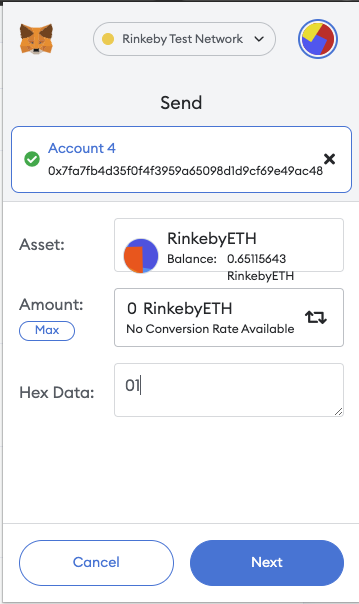 Rinkeby Test Network
Send
Account 4
0x7fa7fb4d35f0f4f3959a65098d1d9cf69e49ac48
Asset:
RinkebyETH
Balance: 0.65115643
RinkebyETH
Amount:
Max
0 RinkebyETH
No Conversion Rate Available
Hex Data:
01
Cancel
Next